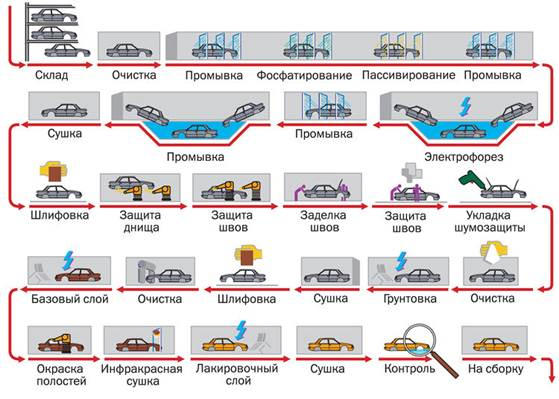 Склад Очистка Промывка Фосфатирование Пассивирование Промывка
Сушка Промывка Промывка Электрофорез
Шлифовка Защита днища Защита швов Заделка швов Защита швов Укладка шумозащиты
Базовый слой Очистка Шлифовка Сушка Грунтовка Очистка
Окраска полостей Инфракрасная сушка Лакировочный слой Сушка Контроль На сборку